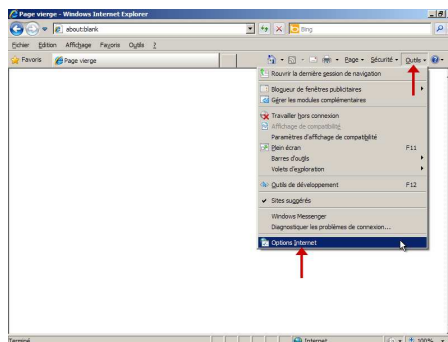 Page vierge - Windows Internet Explorer
about:blank
Bing
Fichier Edition Affichage Favoris Outils ?
Favoris Page vierge Page Sécurité Outils
Rouvrir la dernière session de navigation
Bloqueur de fenêtres publicitaires
Gérer les modules complémentaires
Travailler hors connexion
Affichage de compatibilité
Paramètres d'affichage de compatibilité
Plein écran F11
Barres d'outils
Volets d'exploration
Outils de développement F12
Sites suggérés
Windows Messenger
Diagnostiquer les problèmes de connexion...
Options Internet
Terminé Internet 100%